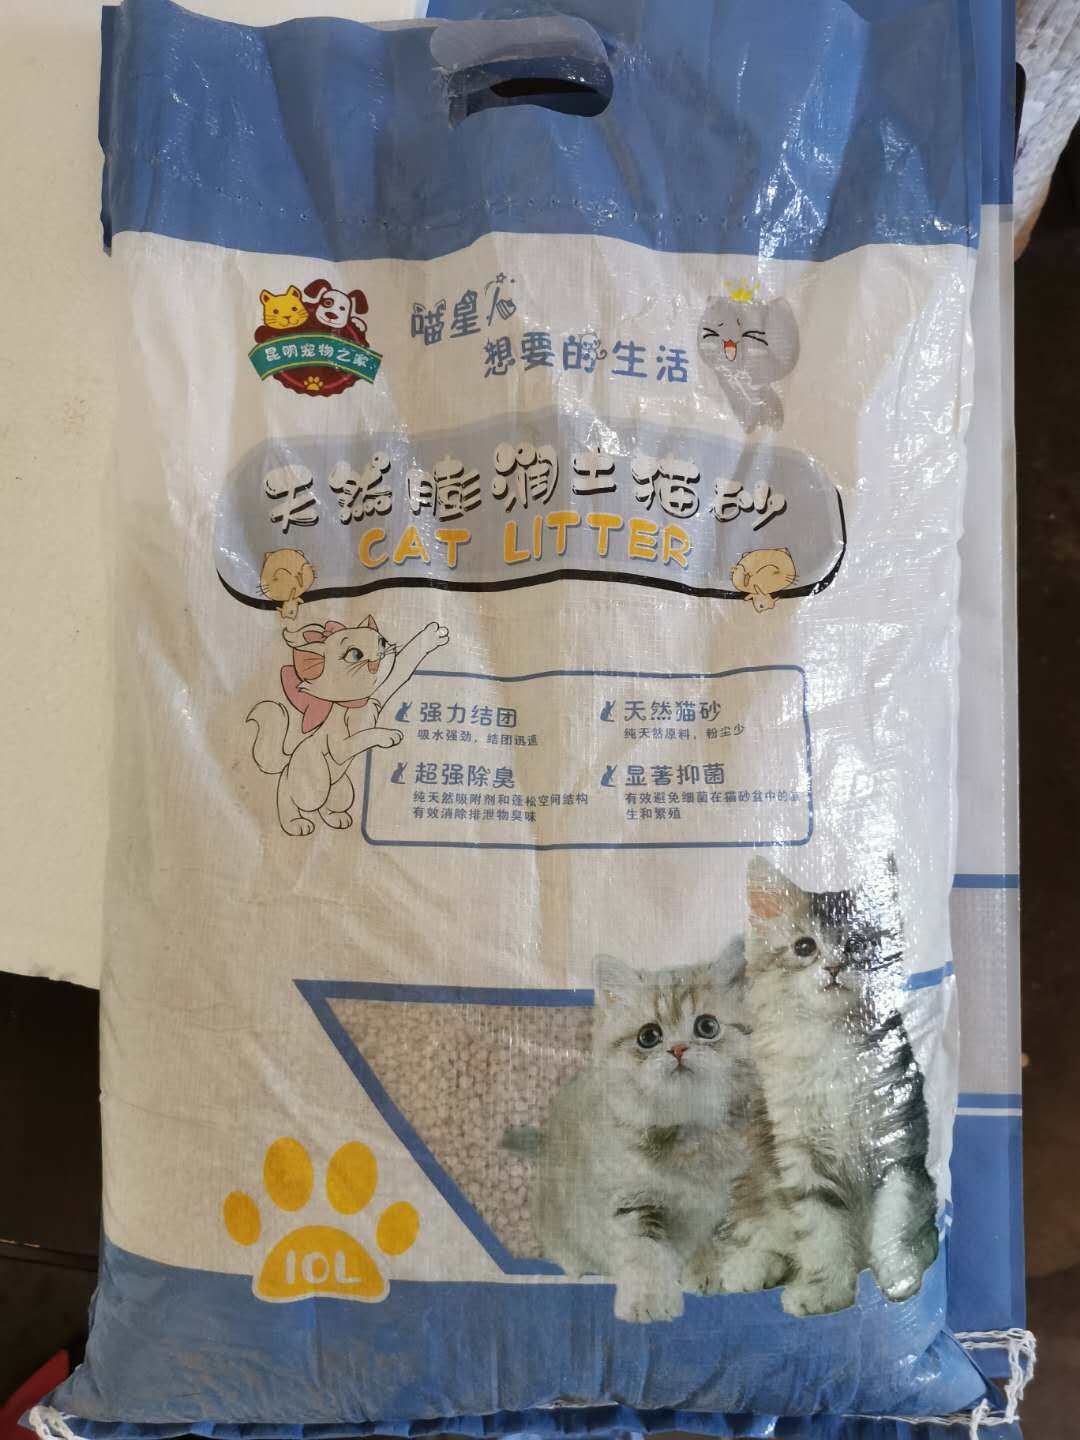 昆明宠物之家
喵星人
想要的生活
天然膨润土猫砂
CAT LITTER
强力结团
吸水强劲，结团迅速
天然猫砂
纯天然原料，粉尘少
超强除臭
纯天然吸附剂和蓬松空间结构
有效消除排泄物臭味
显著抑菌
有效避免细菌在猫砂盆中的
生和繁殖
10L